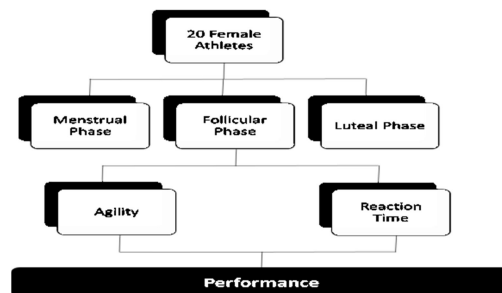 20 Female
Athletes
Menstrual
Phase
Follicular
Phase
Luteal Phase
Agility
Reaction
Time
Performance